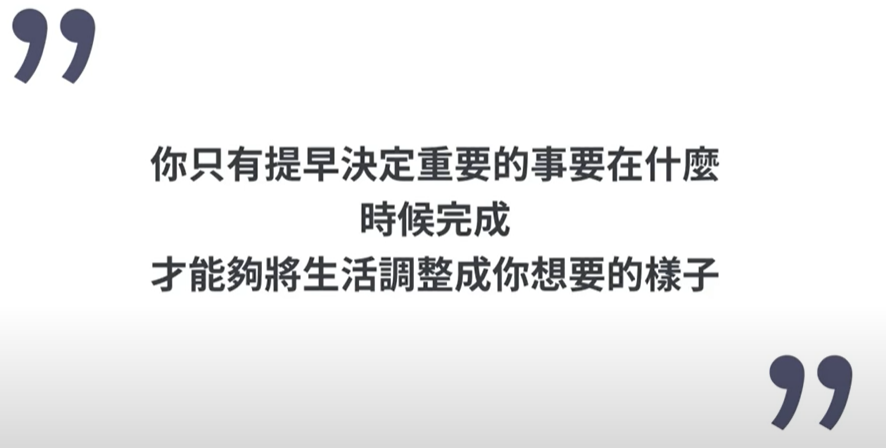 你只有提早決定重要的事要在什麼
時候完成
才能夠將生活調整成你想要的樣子